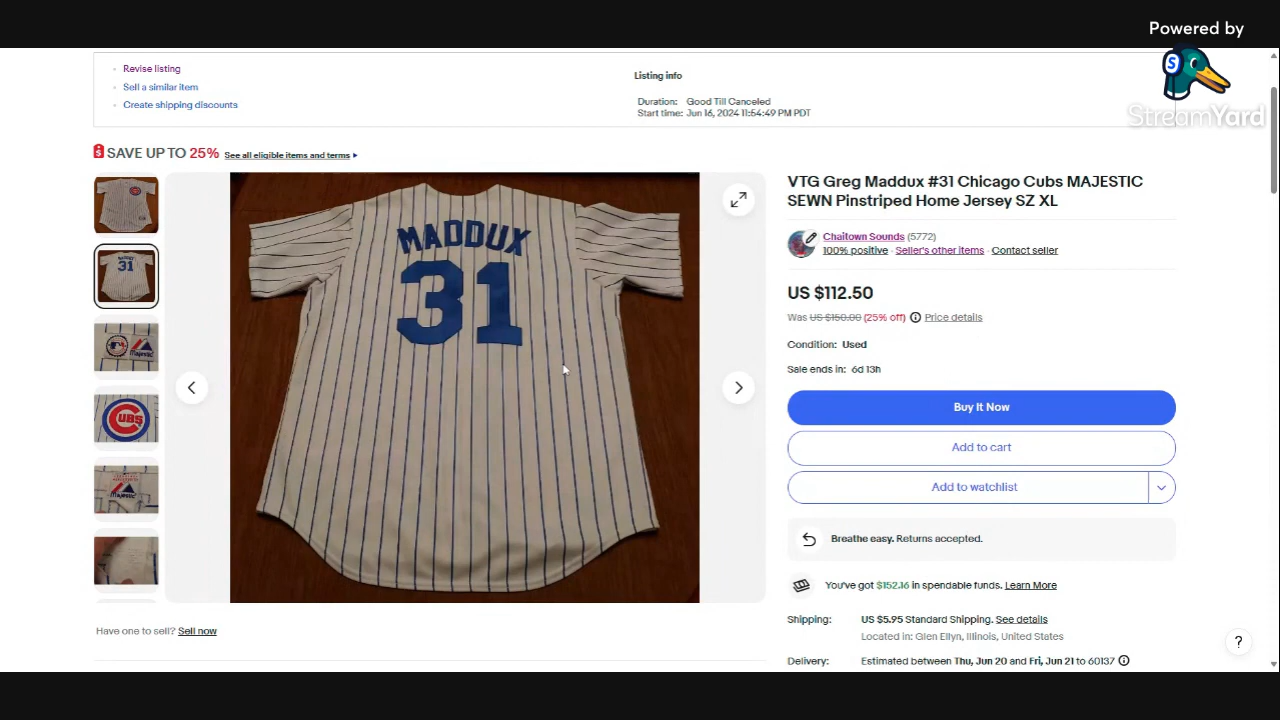 Powered by
StreamYard
Revise listing
Sell a similar item
Create shipping discounts
Listing info
Duration: Good Till Canceled
Start time: Jun 16, 2024 11:54:49 PM PDT
SAVE UP TO 25% See all eligible items and terms
VTG Greg Maddux #31 Chicago Cubs MAJESTIC
SEWN Pinstriped Home Jersey SZ XL
Chaitown Sounds (5772)
100% positive · Seller's other items · Contact seller
US $112.50
Was US $150.00 (25% off) Price details
Condition: Used
Sale ends in: 6d 13h
Buy It Now
Add to cart
Add to watchlist
Breathe easy. Returns accepted.
You've got $152.16 in spendable funds. Learn More
Shipping: US $5.95 Standard Shipping. See details
Located in: Glen Ellyn, Illinois, United States
Delivery: Estimated between Thu, Jun 20 and Fri, Jun 21 to 60137
MADDUX
31
MADDUX
31
Majestic
CUBS
Majestic
Have one to sell? Sell now
?